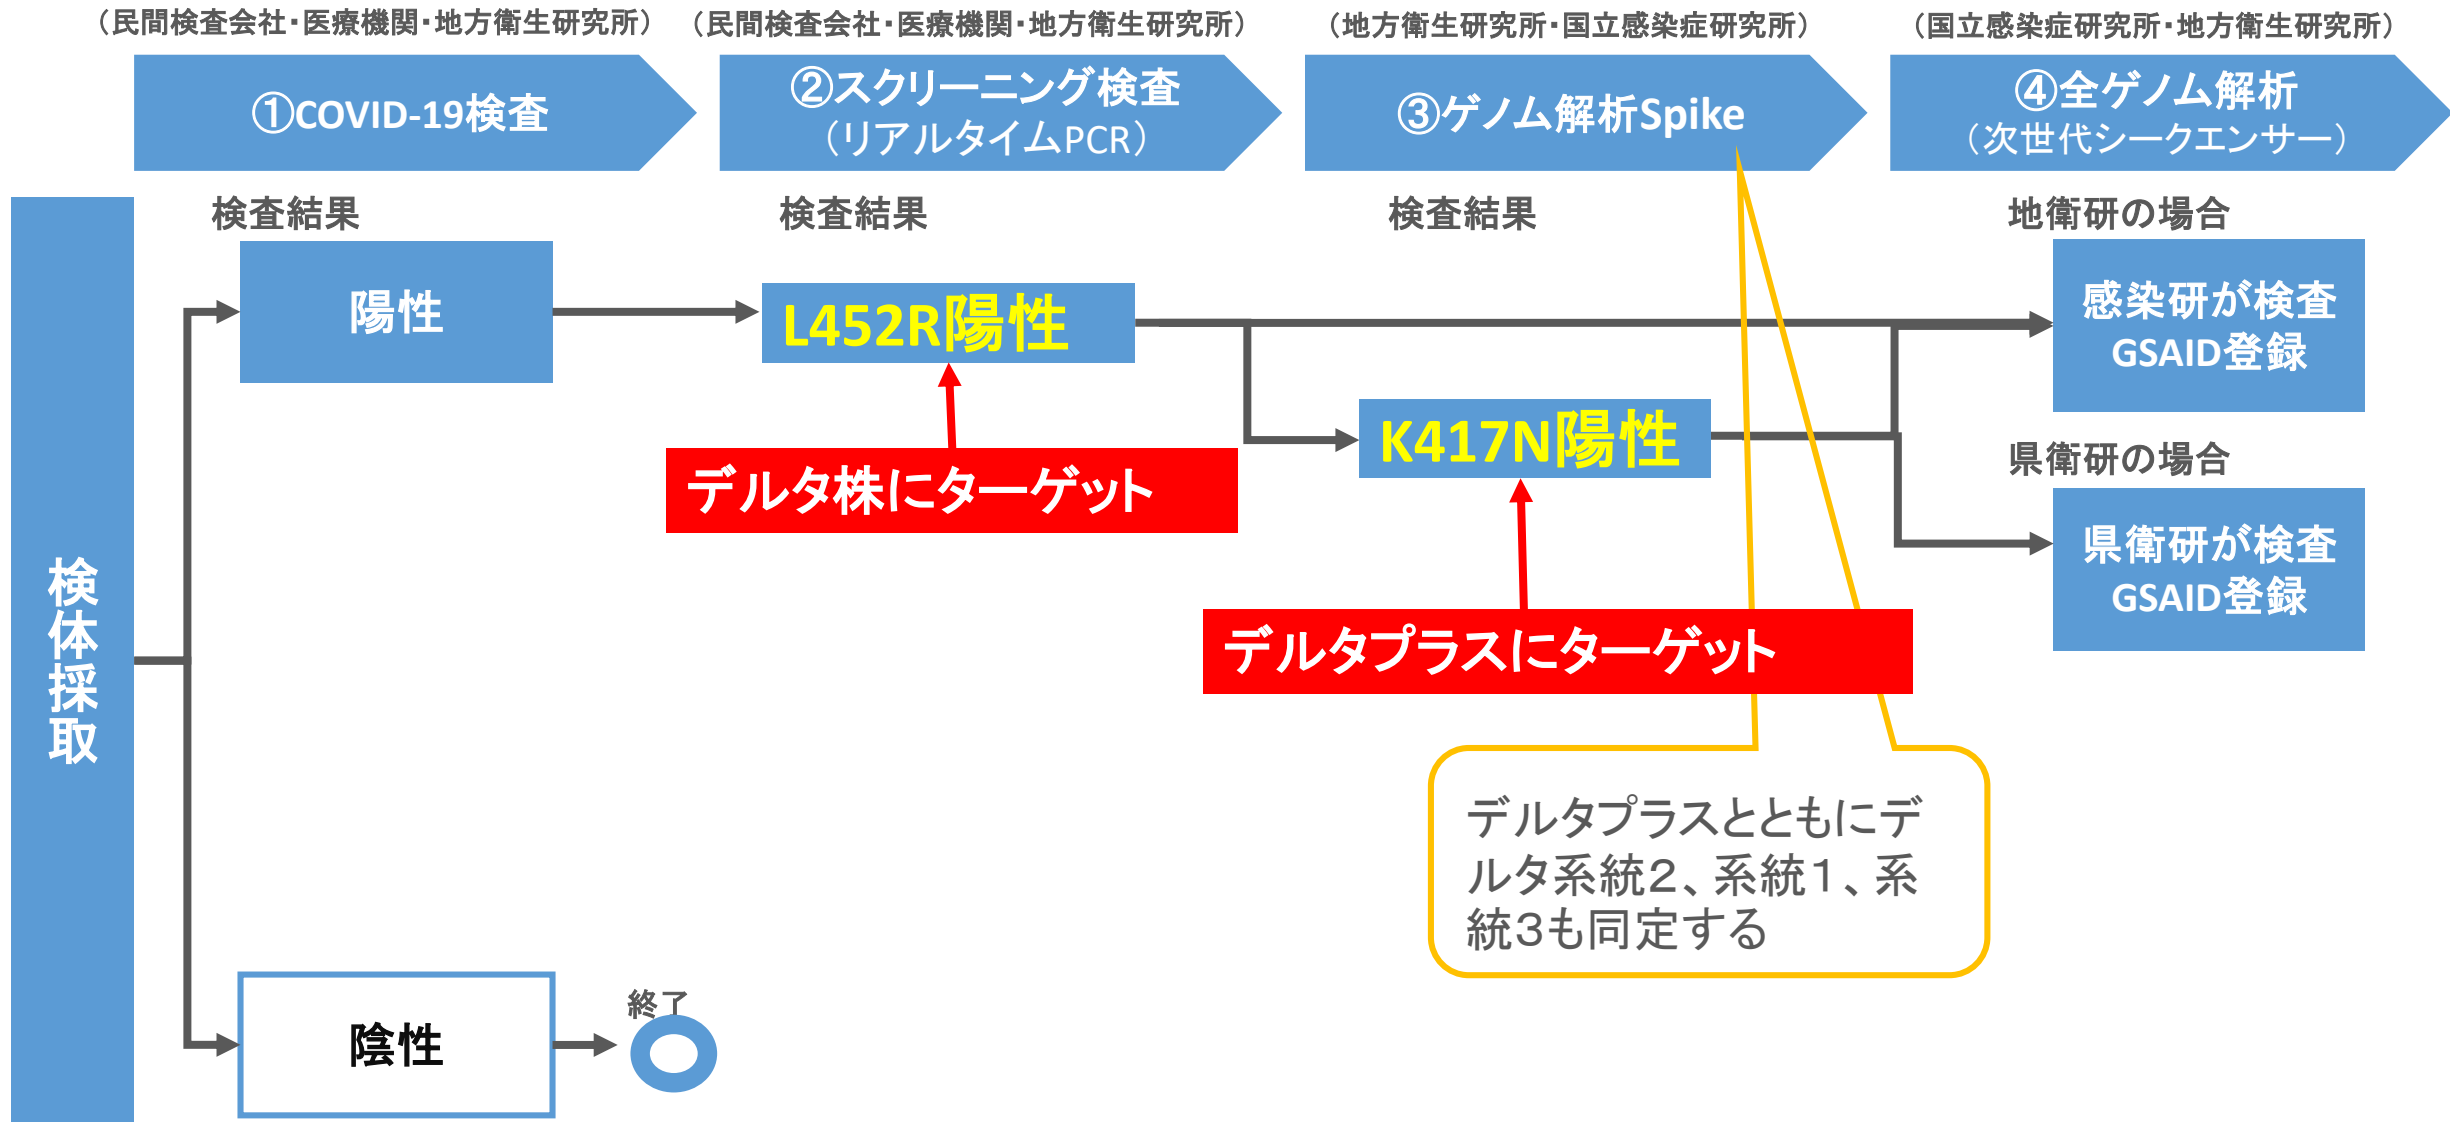 （民間検査会社・医療機関・地方衛生研究所）
（民間検査会社・医療機関・地方衛生研究所）
（地方衛生研究所・国立感染症研究所）
（国立感染症研究所・地方衛生研究所）
①COVID-19検査
②スクリーニング検査
（リアルタイムPCR）
③ゲノム解析Spike
④全ゲノム解析
（次世代シークエンサー）
検査結果
検査結果
検査結果
地衛研の場合
検体採取
陽性
L452R陽性
感染研が検査
GSAID登録
デルタ株にターゲット
K417N陽性
県衛研の場合
県衛研が検査
GSAID登録
デルタプラスにターゲット
デルタプラスとともにデ
ルタ系統２、系統１、系
統３も同定する
陰性
終了